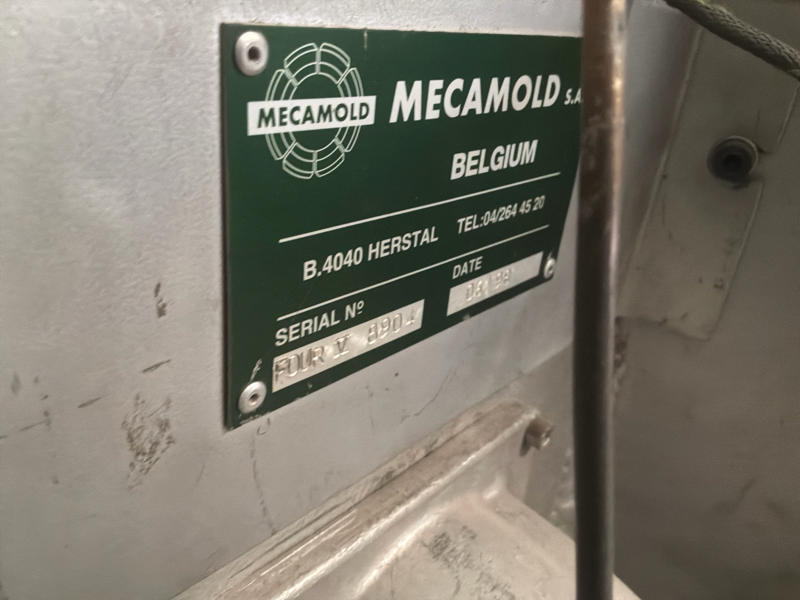 MECAMOLD
MECAMOLD S.A.
BELGIUM
B.4040 HERSTAL TEL:04/264 45 20
SERIAL Nº DATE
FOUR V 8904